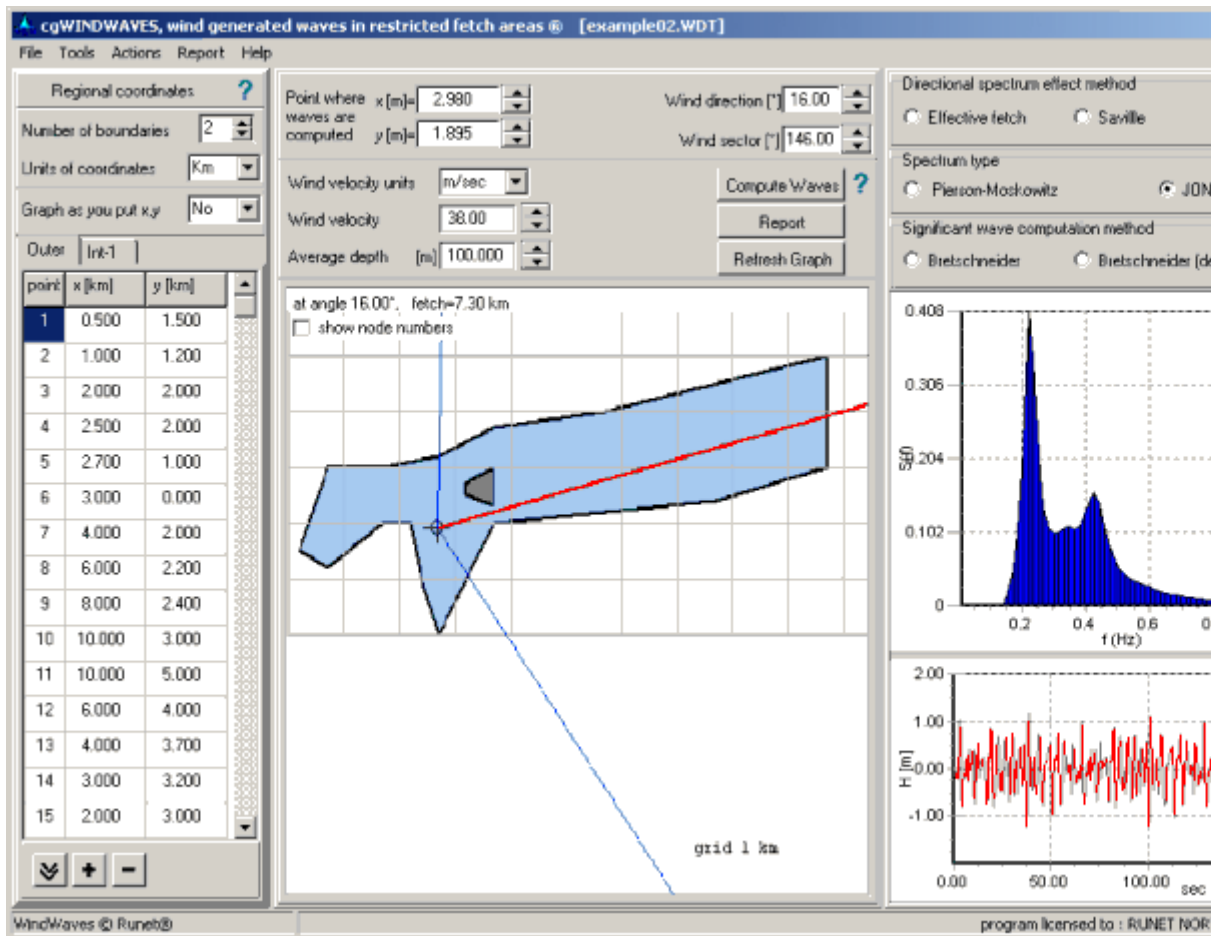 cgWINDWAVES, wind generated waves in restricted fetch areas ® [example02.WDT]
File Tools Actions Report Help
Regional coordinates ?
Number of boundaries 2
Units of coordinates Km
Graph as you put x,y No
Outer Int-1
point x [km] y [km]
1 0.500 1.500
2 1.000 1.200
3 2.000 2.000
4 2.500 2.000
5 2.700 1.000
6 3.000 0.000
7 4.000 2.000
8 6.000 2.200
9 8.000 2.400
10 10.000 3.000
11 10.000 5.000
12 6.000 4.000
13 4.000 3.700
14 3.000 3.200
15 2.000 3.000
Point where x [m]= 2.980
waves are
computed y [m]= 1.895
Wind direction [°] 16.00
Wind sector [°] 146.00
Wind velocity units m/sec
Wind velocity 38.00
Average depth [m] 100.000
Compute Waves ?
Report
Refresh Graph
at angle 16.00°, fetch=7.30 km
show node numbers
grid 1 km
Directional spectrum effect method
Effective fetch Saville
Spectrum type
Pierson-Moskowitz JON
Significant wave computation method
Bretschneider Bretschneider (de
0.408
0.306
0.204
0.102
0
S(f)
0.2 0.4 0.6 0.
f (Hz)
2.00
1.00
0.00
-1.00
H [m]
0.00 50.00 100.00 sec
WindWaves © Runet®
program licensed to : RUNET NOR